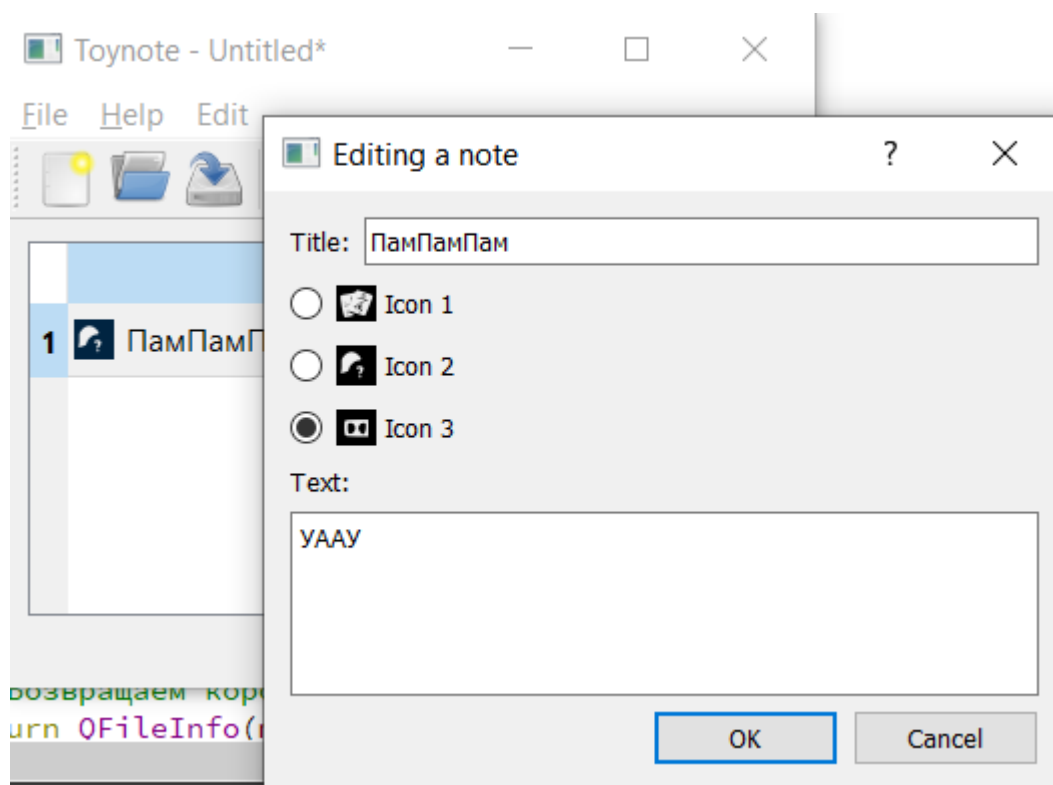 Toynote - Untitled*
File Help Edit
Editing a note
?
Title: ПамПамПам
Icon 1
1 ПамПамП
Icon 2
Icon 3
Text:
УААУ
возвращаем
urn QFileInfo(
OK
Cancel